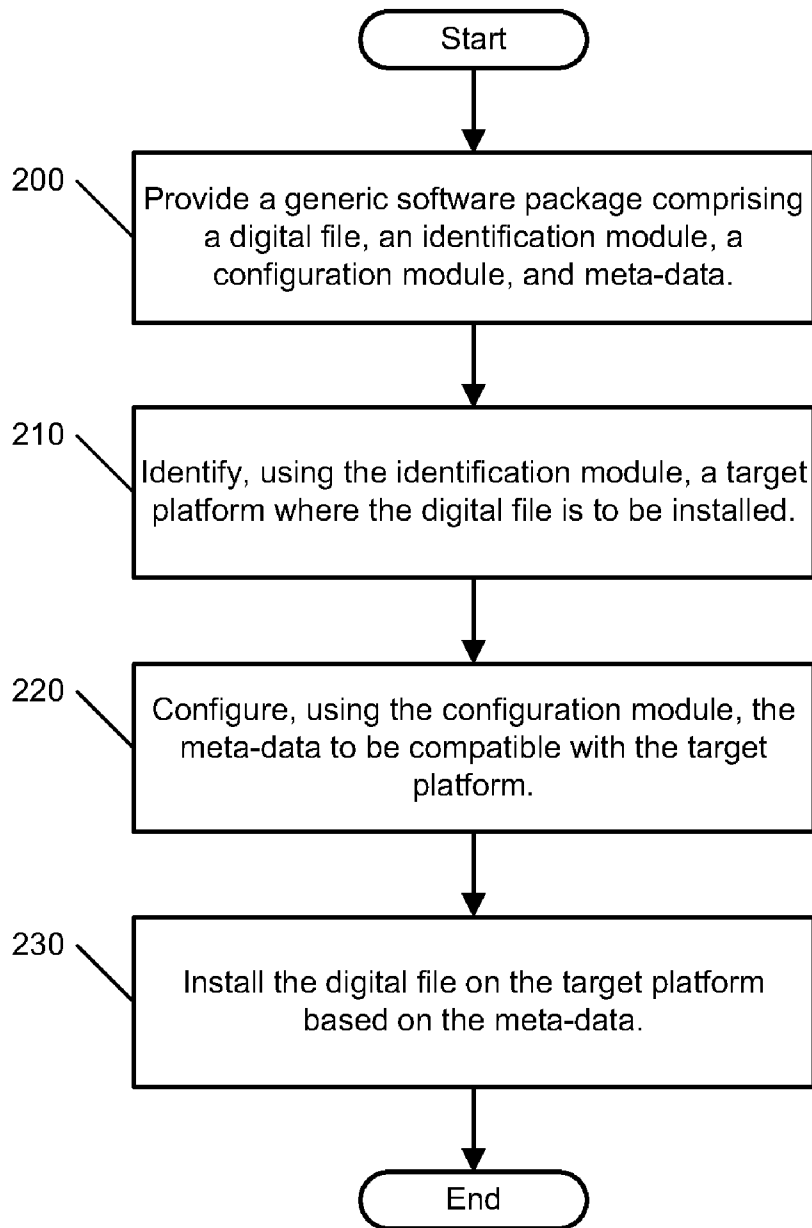 Start
200
Provide a generic software package comprising
a digital file, an identification module, a
configuration module, and meta-data.
210
Identify, using the identification module, a target
platform where the digital file is to be installed.
220
Configure, using the configuration module, the
meta-data to be compatible with the target
platform.
230
Install the digital file on the target platform
based on the meta-data.
End